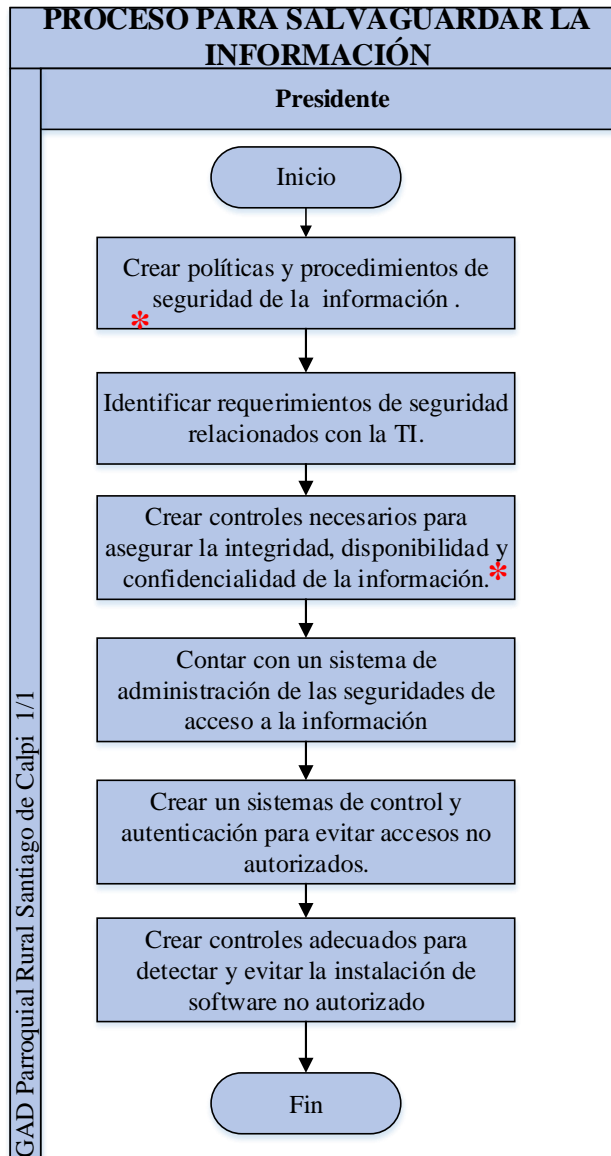 PROCESO PARA SALVAGUARDAR LA
INFORMACIÓN
Presidente
Inicio
Crear políticas y procedimientos de
seguridad de la información .
*
Identificar requerimientos de seguridad
relacionados con la TI.
Crear controles necesarios para
asegurar la integridad, disponibilidad y
confidencialidad de la información.*
Contar con un sistema de
administración de las seguridades de
acceso a la información
Crear un sistemas de control y
autenticación para evitar accesos no
autorizados.
Crear controles adecuados para
detectar y evitar la instalación de
software no autorizado
Fin
GAD Parroquial Rural Santiago de Calpi 1/1